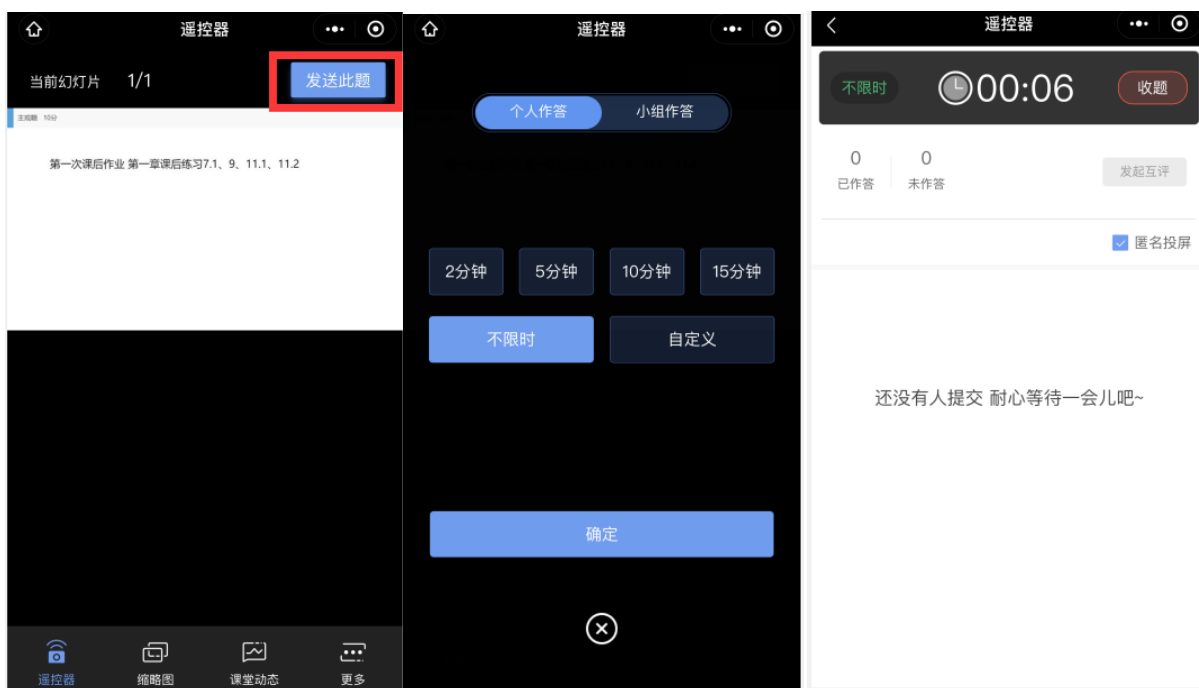 遥控器
当前幻灯片 1/1
发送此题
主观题 10分
第一次课后作业 第一章课后练习7.1、9、11.1、11.2
遥控器
缩略图
课堂动态
更多
遥控器
个人作答
小组作答
2分钟
5分钟
10分钟
15分钟
不限时
自定义
确定
遥控器
不限时
00:06
收题
0
已作答
0
未作答
发起互评
匿名投屏
还没有人提交 耐心等待一会儿吧~